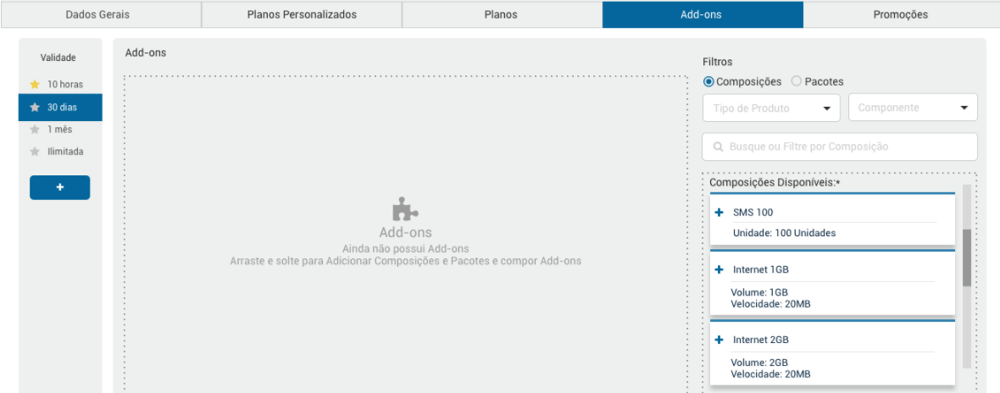 Dados Gerais
Planos Personalizados
Planos
Add-ons
Promoções
Validade
10 horas
30 dias
1 mês
Ilimitada
+
Add-ons
Add-ons
Ainda não possui Add-ons
Arraste e solte para Adicionar Composições e Pacotes e compor Add-ons
Filtros
Composições Pacotes
Tipo de Produto
Componente
Busque ou Filtre por Composição
Composições Disponíveis:*
+ SMS 100
Unidade: 100 Unidades
+ Internet 1GB
Volume: 1GB
Velocidade: 20MB
+ Internet 2GB
Volume: 2GB
Velocidade: 20MB